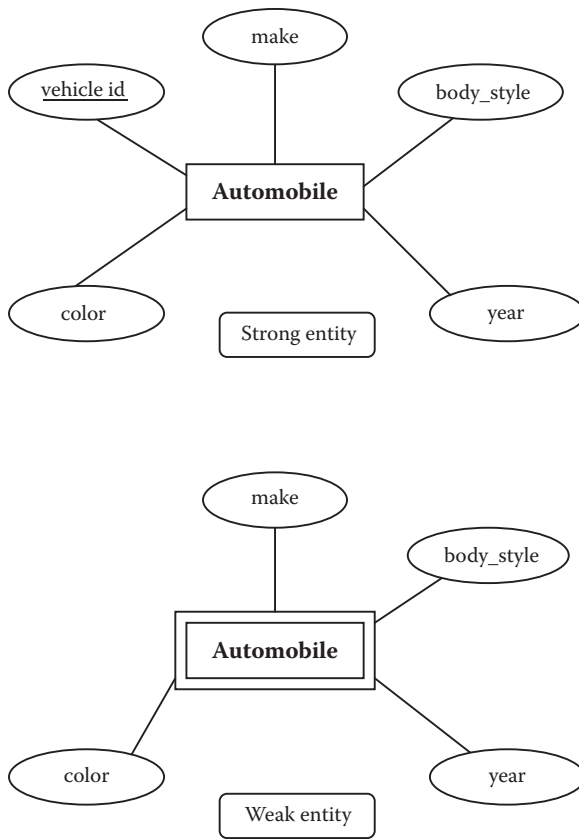 make
vehicle id
body_style
Automobile
color
year
Strong entity
make
body_style
Automobile
color
year
Weak entity